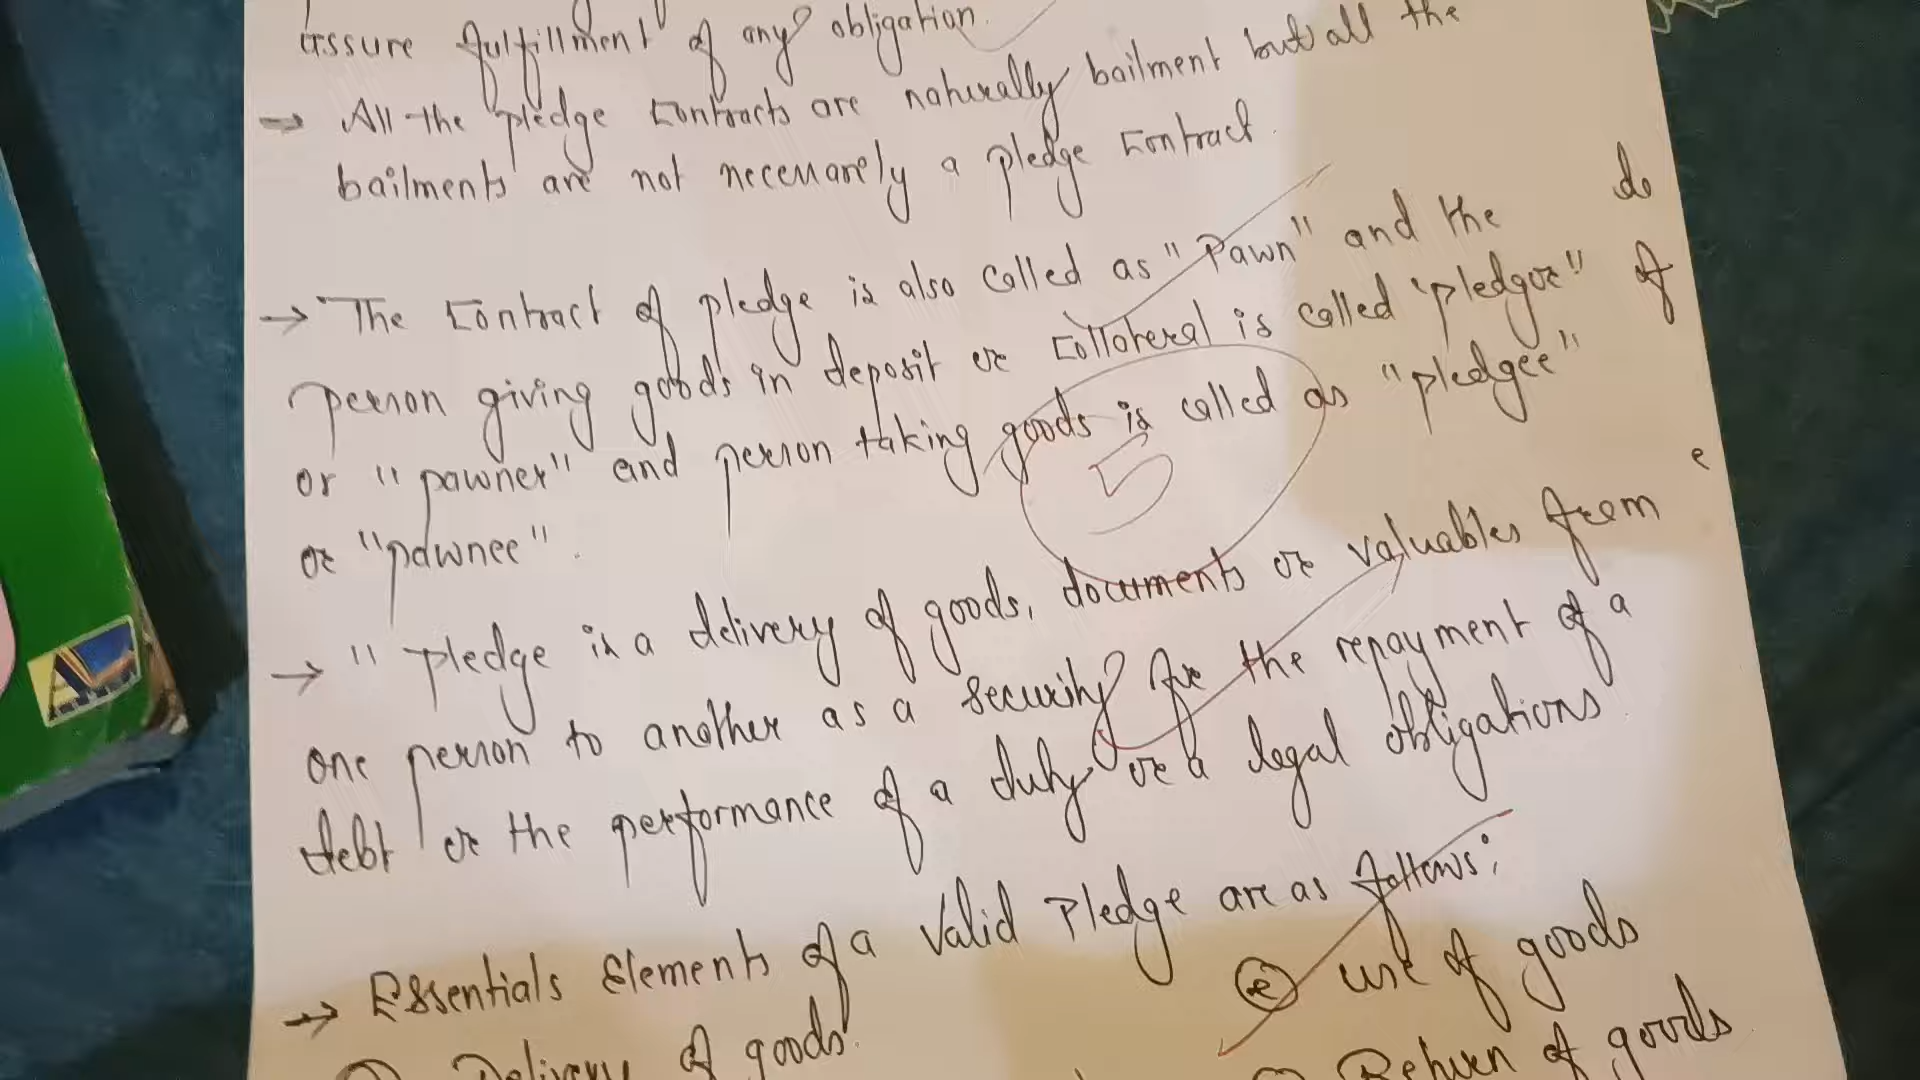 assure fulfillment of any obligation.
→ All the pledge contracts are naturally bailment but all the
bailments are not necessarely a pledge contract.
→ The contract of pledge is also called as "Pawn" and the
person giving goods in deposit or collateral is called "pledgor"
or "pawner" and person taking goods is called as "pledgee"
or "pawnee".
5
→ "Pledge is a delivery of goods, documents or valuables from
one person to another as a security for the repayment of a
debt or the performance of a duty or a legal obligations.
→ Essentials Elements of a Valid Pledge are as follows:
Delivery of goods.
(e) use of goods
Return of goods
do
of
e